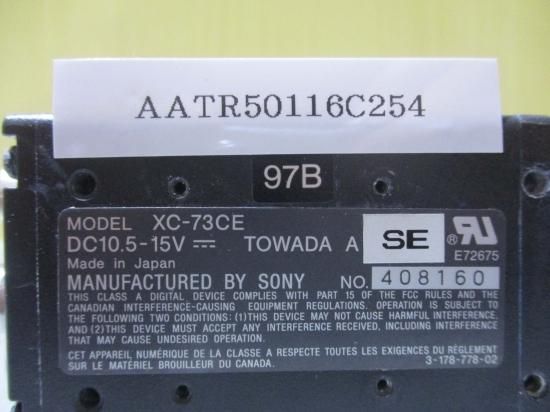 AATR50116C254
97B
MODEL XC-73CE
DC10.5-15V ⎓ TOWADA A SE ® E72675
Made in Japan
MANUFACTURED BY SONY NO. 408160
THIS CLASS A DIGITAL DEVICE COMPLIES WITH PART 15 OF THE FCC RULES AND THE
CANADIAN INTERFERENCE-CAUSING EQUIPMENT REGULATIONS. OPERATION IS SUBJECT TO
THE FOLLOWING TWO CONDITIONS: (1) THIS DEVICE MAY NOT CAUSE HARMFUL INTERFERENCE,
AND (2) THIS DEVICE MUST ACCEPT ANY INTERFERENCE RECEIVED, INCLUDING INTERFERENCE
THAT MAY CAUSE UNDESIRED OPERATION.
CET APPAREIL NUMÉRIQUE DE LA CLASSE A RESPECTE TOUTES LES EXIGENCES DU RÈGLEMENT
SUR LE MATÉRIEL BROUILLEUR DU CANADA. 3-178-778-02